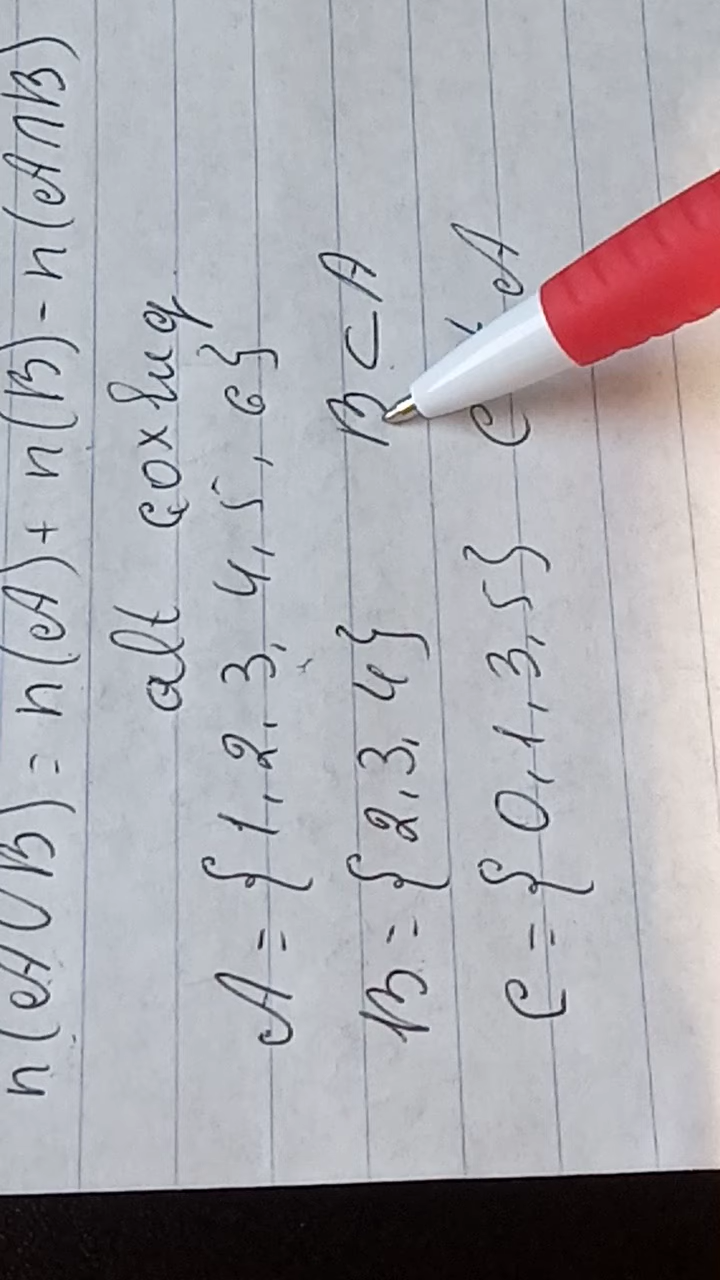 n(A∪B) = n(A) + n(B) - n(A∩B)
alt çoxluq
A = {1, 2, 3, 4, 5, 6}
B = {2, 3, 4} B ⊂ A
C = {0, 1, 3, 5} C A